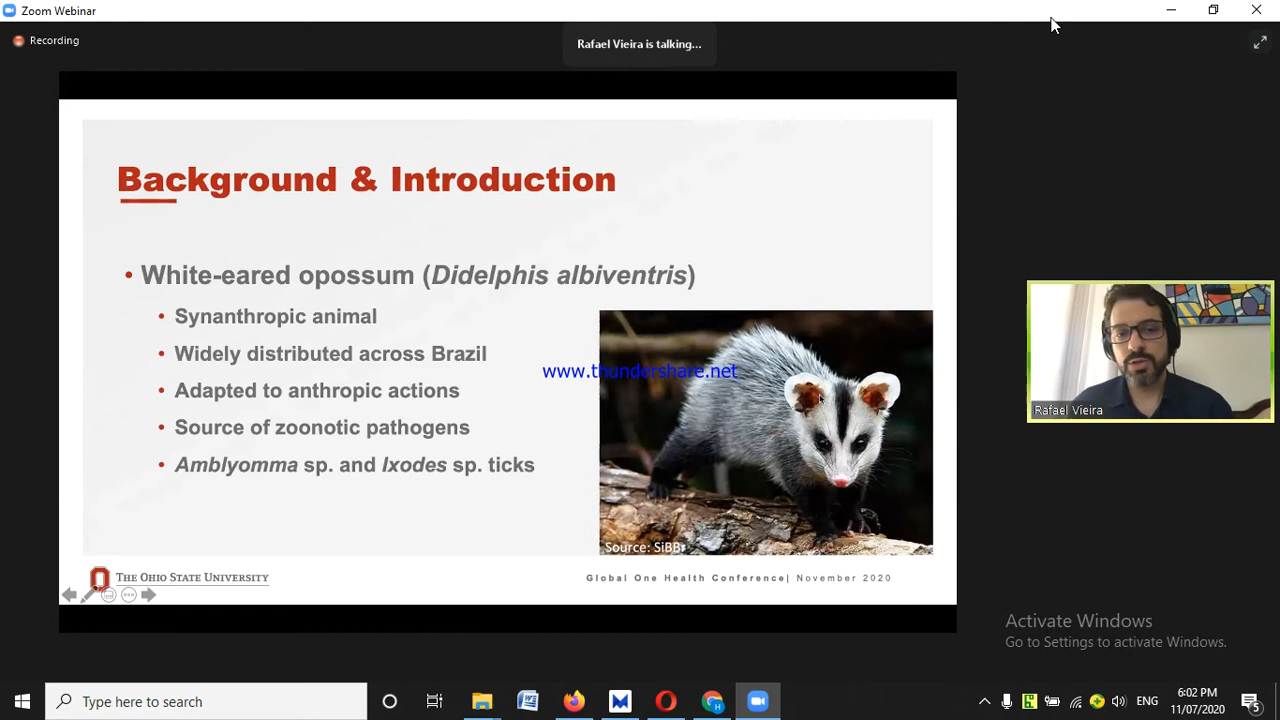 Zoom Webinar
Recording
Rafael Vieira is talking...
Background & Introduction
• White-eared opossum (Didelphis albiventris)
• Synanthropic animal
• Widely distributed across Brazil
• Adapted to anthropic actions
• Source of zoonotic pathogens
• Amblyomma sp. and Ixodes sp. ticks
www.thundershare.net
Source: SiBBr
THE OHIO STATE UNIVERSITY
Global One Health Conference| November 2020
Rafael Vieira
Activate Windows
Go to Settings to activate Windows.
Type here to search
ENG
6:02 PM
11/07/2020
5